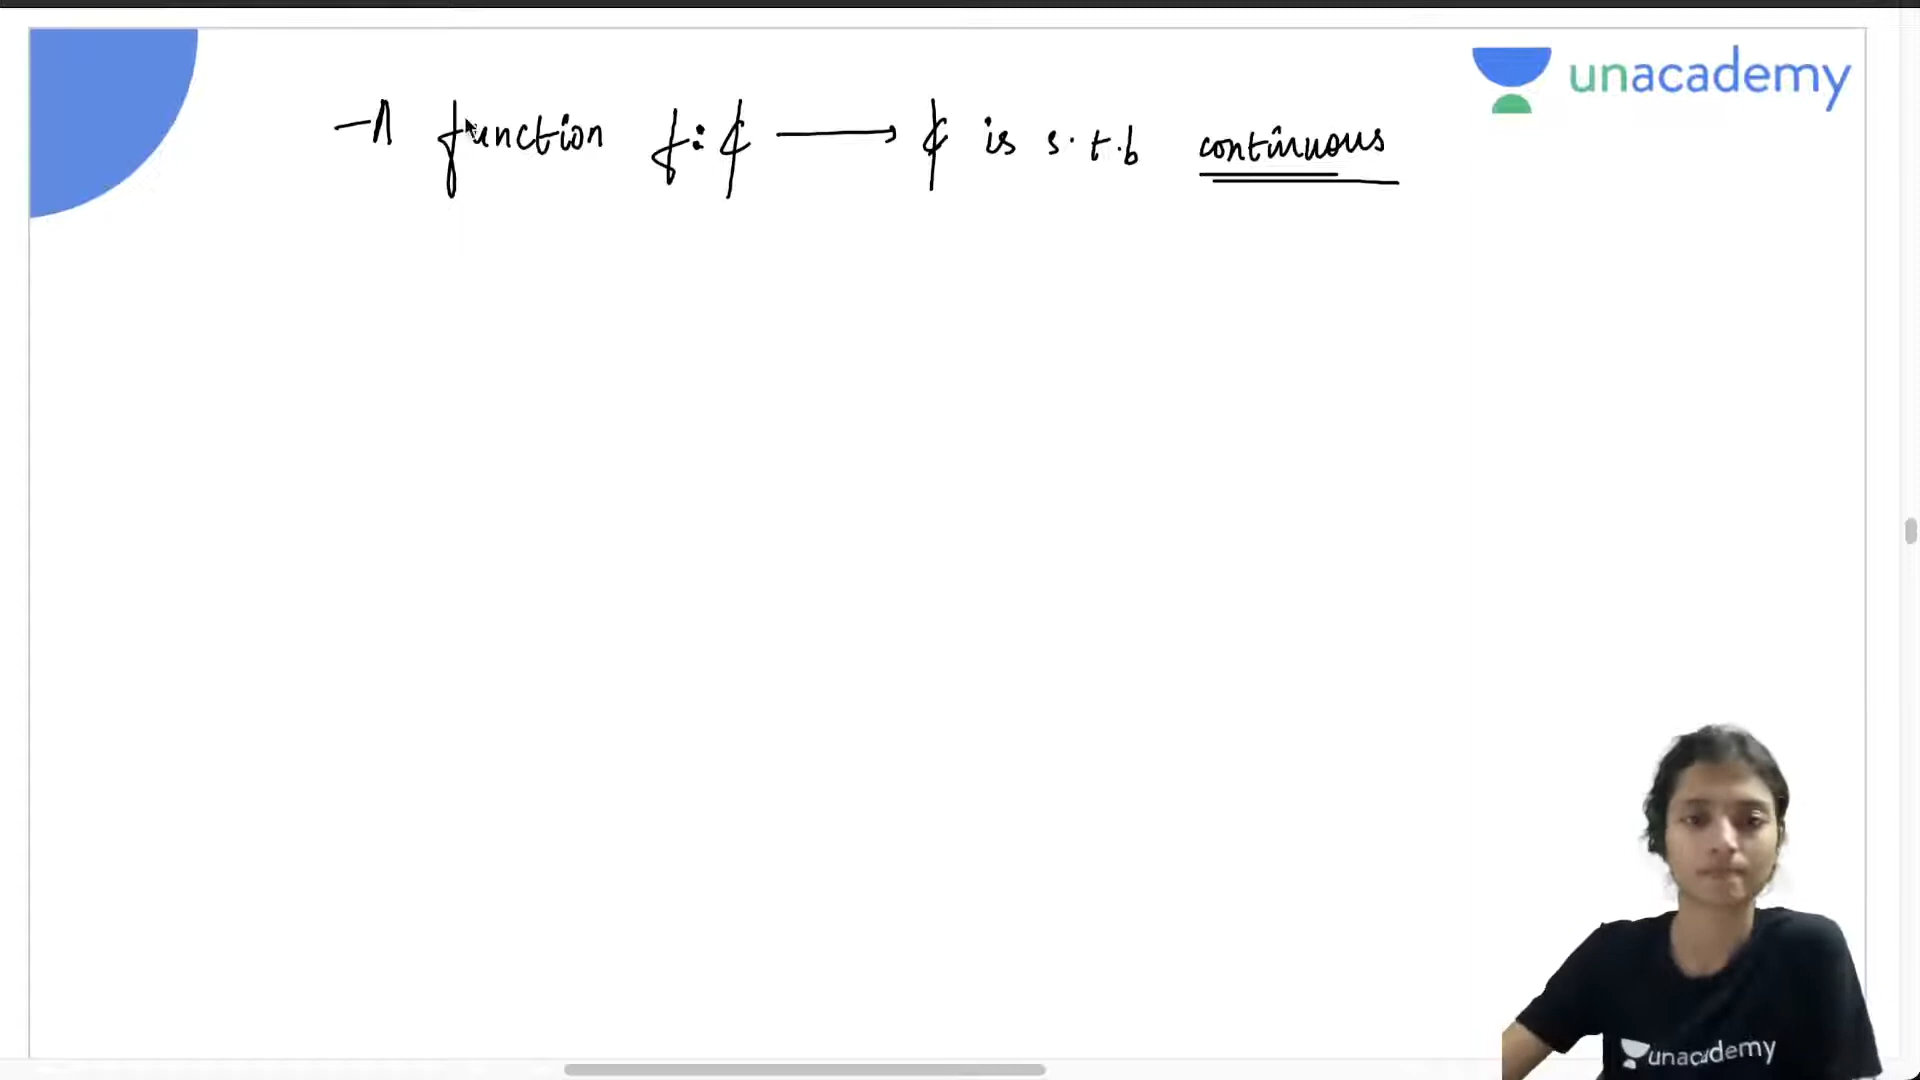 unacademy
A function f: ₵ ⟶ ₵ is s.t.b continuous
unacademy